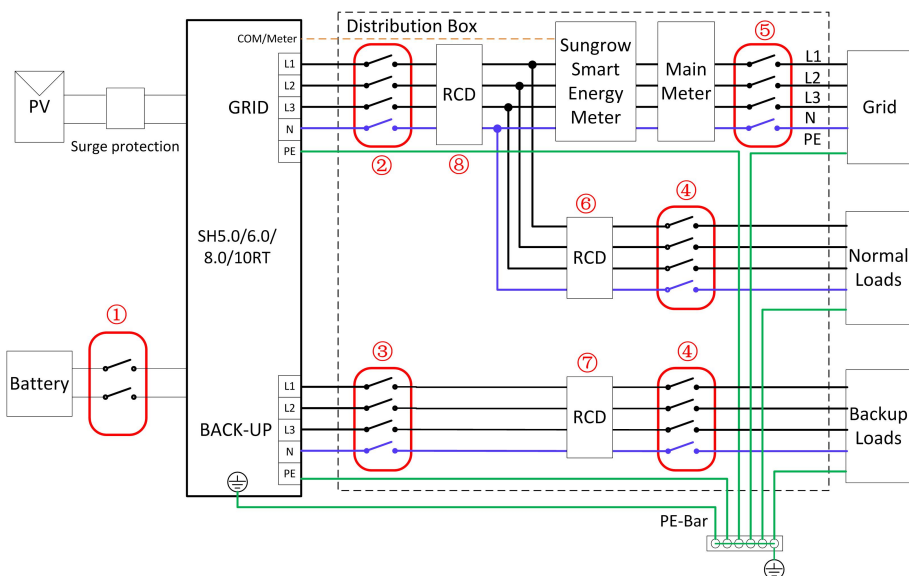 Distribution Box
COM/Meter
⑤
L1
L2
L3
N
PE
GRID
PV
Surge protection
②
RCD
⑧
Sungrow
Smart
Energy
Meter
Main
Meter
L1
L2
L3
N
PE
Grid
SH5.0/6.0/
8.0/10RT
⑥
RCD
④
Normal
Loads
①
Battery
③
⑦
RCD
④
L1
L2
L3
N
PE
BACK-UP
Backup
Loads
PE-Bar